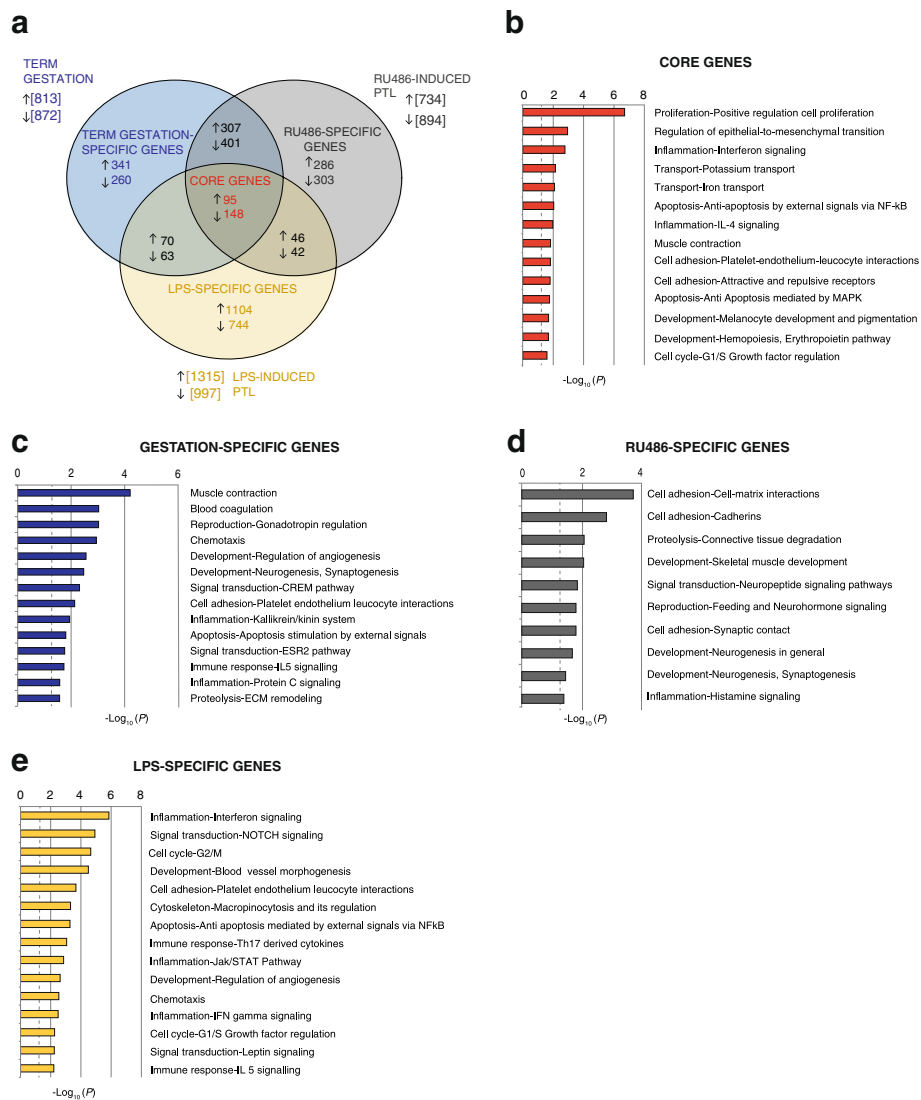 a
TERM
GESTATION
↑[813]
↓[872]
RU486-INDUCED
PTL
↑[734]
↓[894]
TERM GESTATION-
SPECIFIC GENES
↑ 341
↓ 260
↑307
↓401
RU486-SPECIFIC
GENES
↑ 286
↓ 303
CORE GENES
↑ 95
↓ 148
↑ 70
↓ 63
↑ 46
↓ 42
LPS-SPECIFIC GENES
↑1104
↓ 744
↑[1315] LPS-INDUCED
↓ [997] PTL
b
CORE GENES
0 2 4 6 8
Proliferation-Positive regulation cell proliferation
Regulation of epithelial-to-mesenchymal transition
Inflammation-Interferon signaling
Transport-Potassium transport
Transport-Iron transport
Apoptosis-Anti-apoptosis by external signals via NF-kB
Inflammation-IL-4 signaling
Muscle contraction
Cell adhesion-Platelet-endothelium-leucocyte interactions
Cell adhesion-Attractive and repulsive receptors
Apoptosis-Anti Apoptosis mediated by MAPK
Development-Melanocyte development and pigmentation
Development-Hemopoiesis, Erythropoietin pathway
Cell cycle-G1/S Growth factor regulation
-Log10 (P)
c
GESTATION-SPECIFIC GENES
0 2 4 6
Muscle contraction
Blood coagulation
Reproduction-Gonadotropin regulation
Chemotaxis
Development-Regulation of angiogenesis
Development-Neurogenesis, Synaptogenesis
Signal transduction-CREM pathway
Cell adhesion-Platelet endothelium leucocyte interactions
Inflammation-Kallikrein/kinin system
Apoptosis-Apoptosis stimulation by external signals
Signal transduction-ESR2 pathway
Immune response-IL5 signalling
Inflammation-Protein C signaling
Proteolysis-ECM remodeling
-Log10 (P)
d
RU486-SPECIFIC GENES
0 2 4
Cell adhesion-Cell-matrix interactions
Cell adhesion-Cadherins
Proteolysis-Connective tissue degradation
Development-Skeletal muscle development
Signal transduction-Neuropeptide signaling pathways
Reproduction-Feeding and Neurohormone signaling
Cell adhesion-Synaptic contact
Development-Neurogenesis in general
Development-Neurogenesis, Synaptogenesis
Inflammation-Histamine signaling
-Log10 (P)
e
LPS-SPECIFIC GENES
0 2 4 6 8
Inflammation-Interferon signaling
Signal transduction-NOTCH signaling
Cell cycle-G2/M
Development-Blood vessel morphogenesis
Cell adhesion-Platelet endothelium leucocyte interactions
Cytoskeleton-Macropinocytosis and its regulation
Apoptosis-Anti apoptosis mediated by external signals via NFkB
Immune response-Th17 derived cytokines
Inflammation-Jak/STAT Pathway
Development-Regulation of angiogenesis
Chemotaxis
Inflammation-IFN gamma signaling
Cell cycle-G1/S Growth factor regulation
Signal transduction-Leptin signaling
Immune response-IL 5 signalling
-Log10 (P)